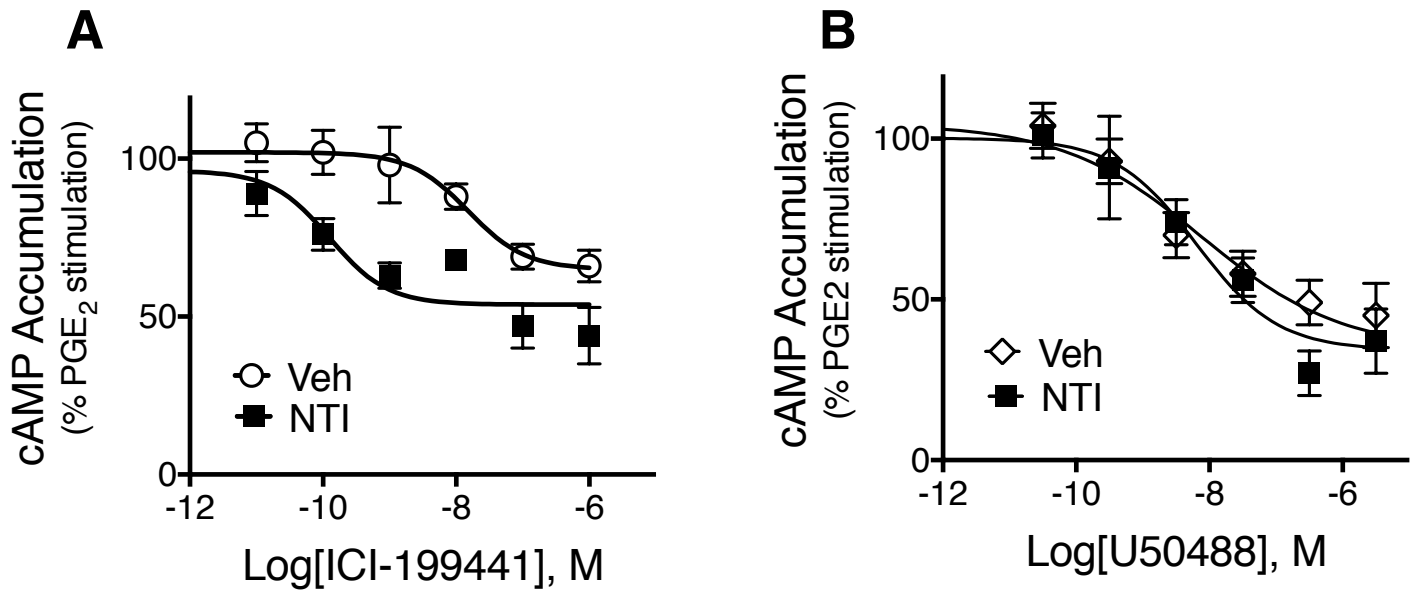 A
cAMP Accumulation
(% PGE2 stimulation)
100
50
0
Veh
NTI
-12
-10
-8
-6
Log[ICI-199441], M
B
cAMP Accumulation
(% PGE2 stimulation)
100
50
0
Veh
NTI
-12
-10
-8
-6
Log[U50488], M